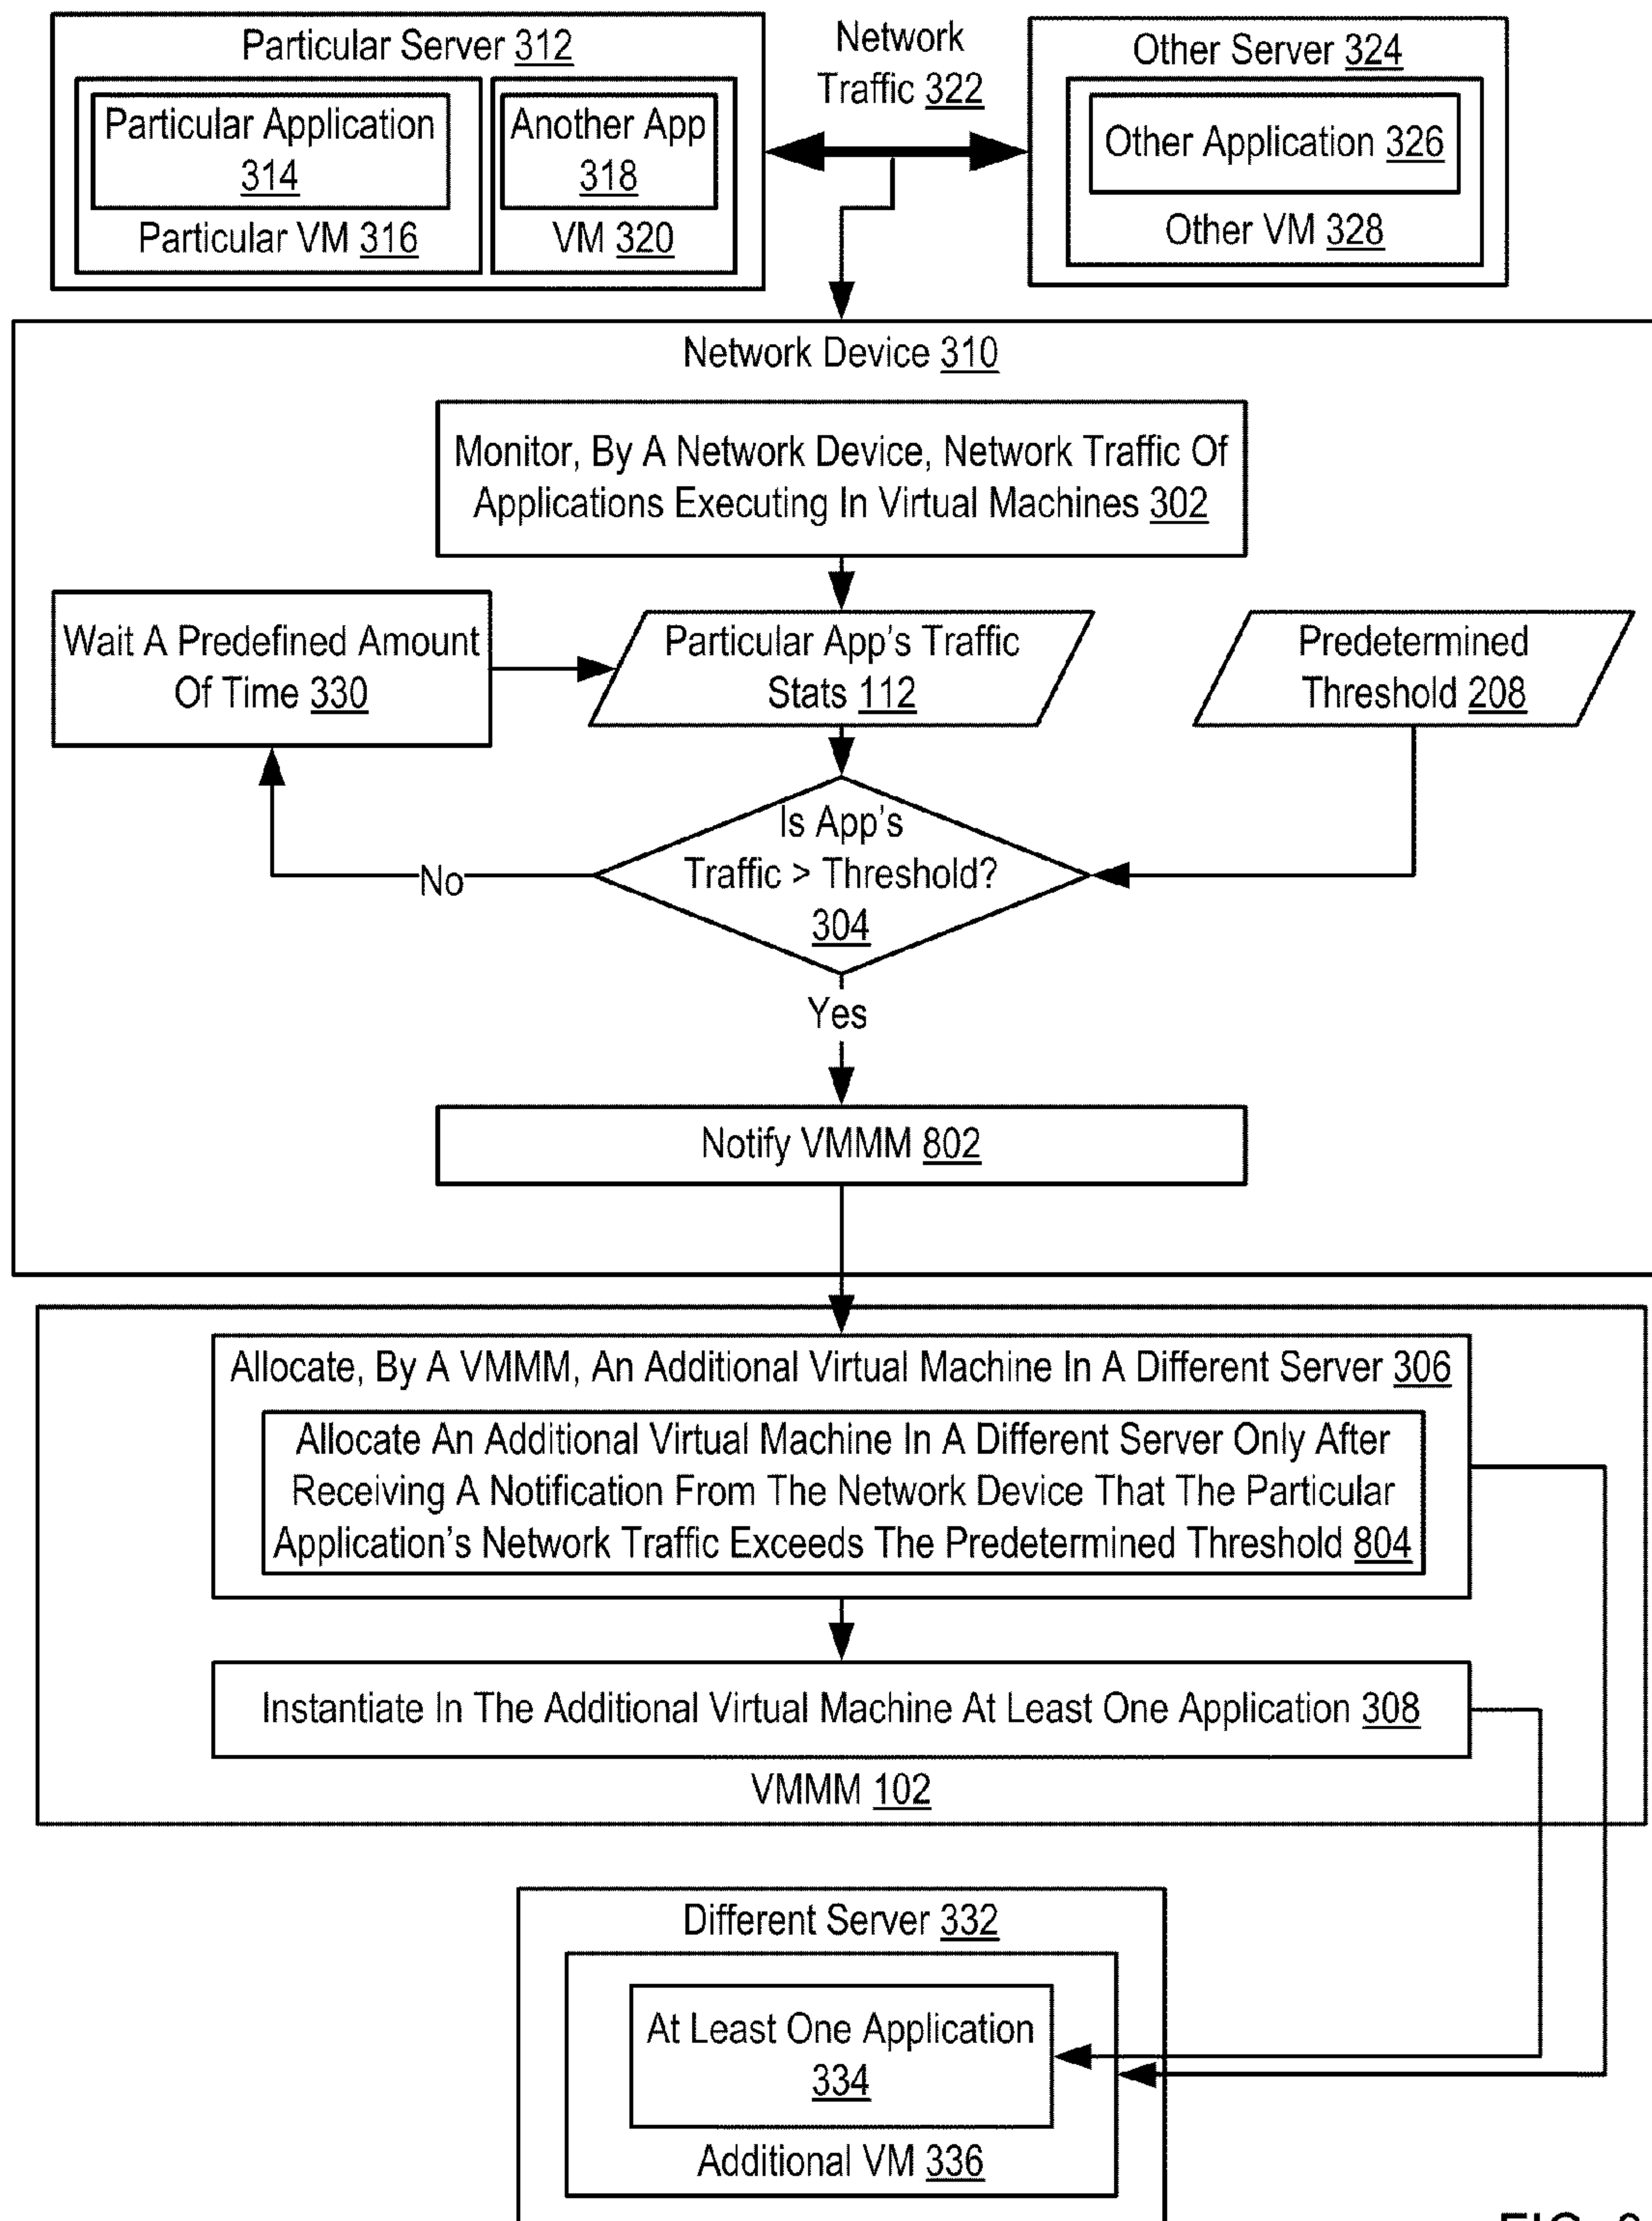 Particular Server 312
Particular Application
314
Particular VM 316
Another App
318
VM 320
Network
Traffic 322
Other Server 324
Other Application 326
Other VM 328
Network Device 310
Monitor, By A Network Device, Network Traffic Of
Applications Executing In Virtual Machines 302
Wait A Predefined Amount
Of Time 330
Particular App's Traffic
Stats 112
Predetermined
Threshold 208
Is App's
Traffic > Threshold?
304
No
Yes
Notify VMMM 802
Allocate, By A VMMM, An Additional Virtual Machine In A Different Server 306
Allocate An Additional Virtual Machine In A Different Server Only After
Receiving A Notification From The Network Device That The Particular
Application's Network Traffic Exceeds The Predetermined Threshold 804
Instantiate In The Additional Virtual Machine At Least One Application 308
VMMM 102
Different Server 332
At Least One Application
334
Additional VM 336
FIG.